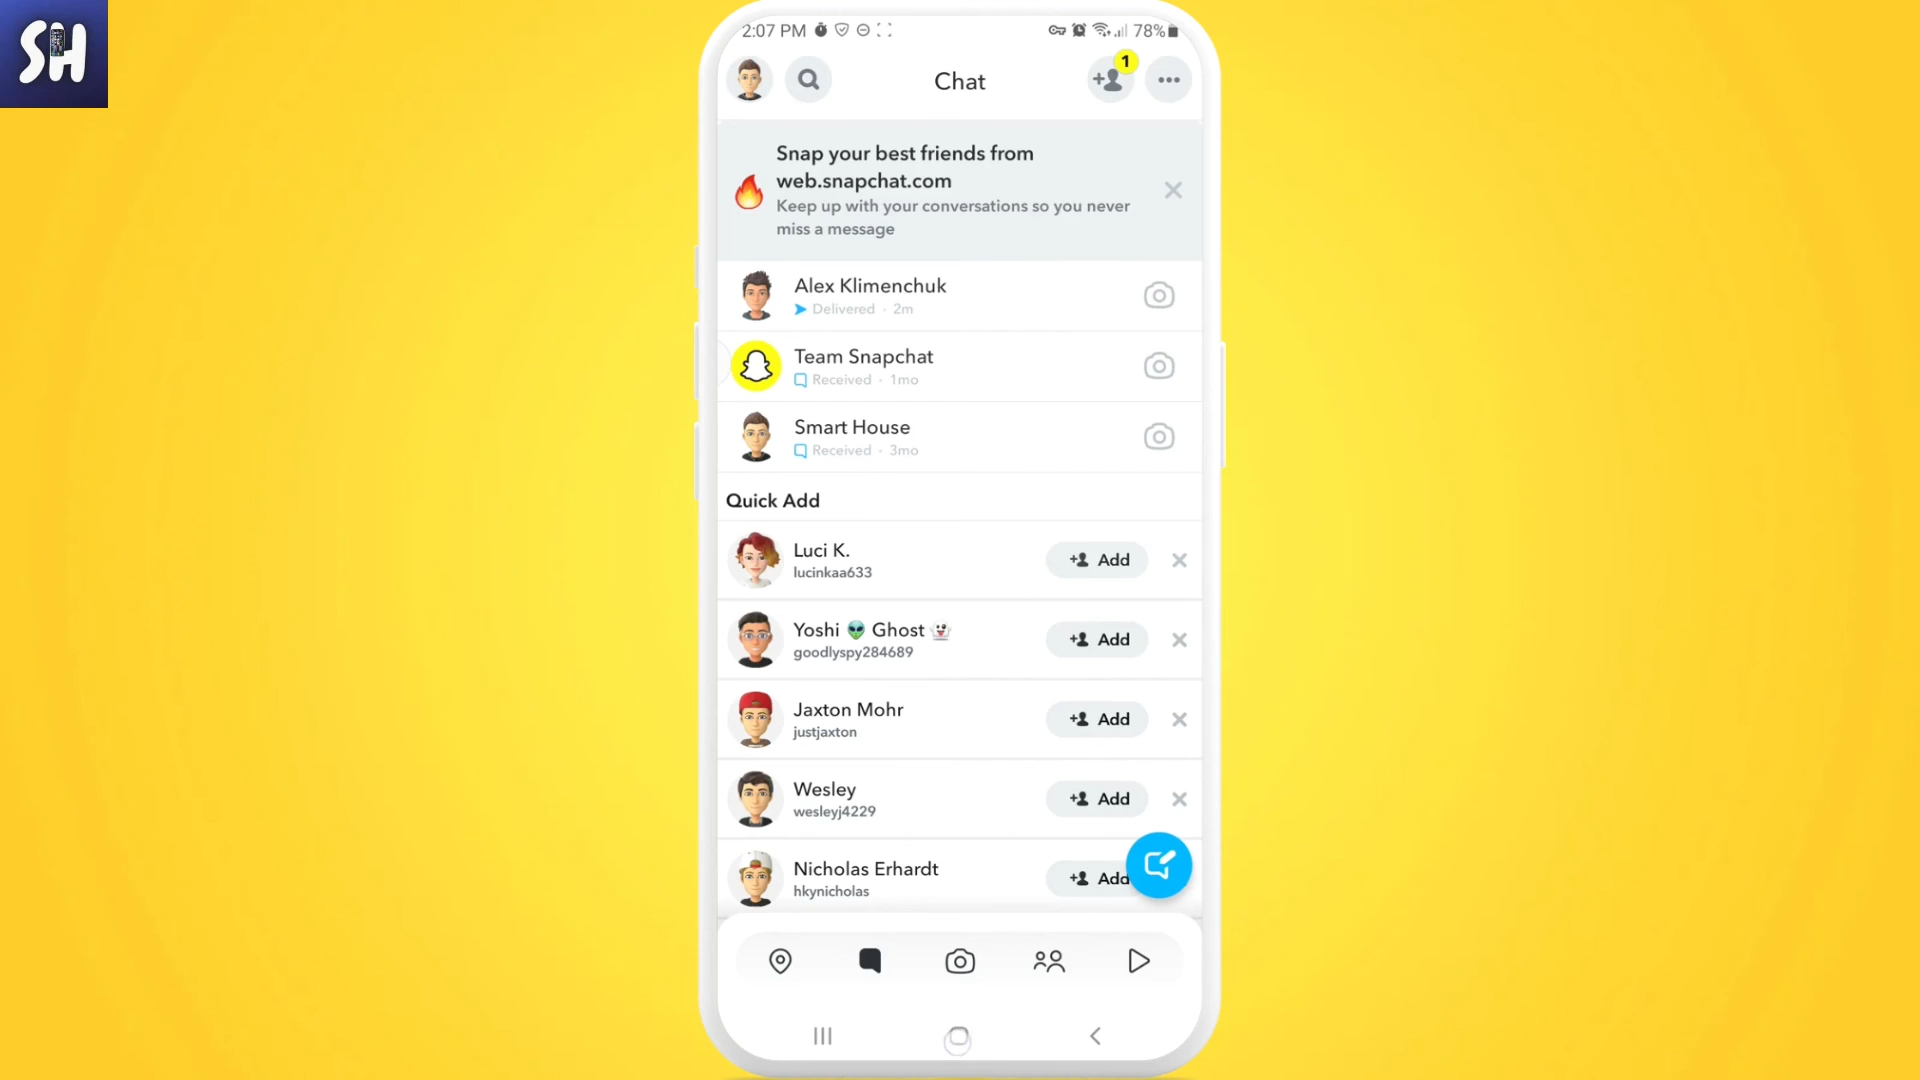 SH
2:07 PM
78%
1
Chat
Snap your best friends from
web.snapchat.com
Keep up with your conversations so you never
miss a message
Alex Klimenchuk
Delivered · 2m
Team Snapchat
Received · 1mo
Smart House
Received · 3mo
Quick Add
Luci K.
lucinkaa633
Add
Yoshi 👽 Ghost 👻
goodlyspy284689
Add
Jaxton Mohr
justjaxton
Add
Wesley
wesleyj4229
Add
Nicholas Erhardt
hkynicholas
Add